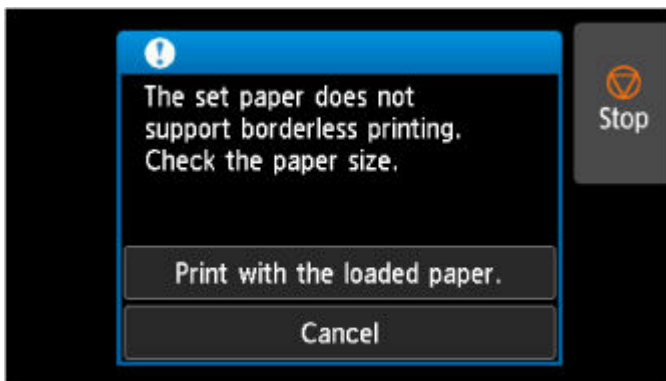 The set paper does not
support borderless printing.
Check the paper size.
Stop
Print with the loaded paper.
Cancel